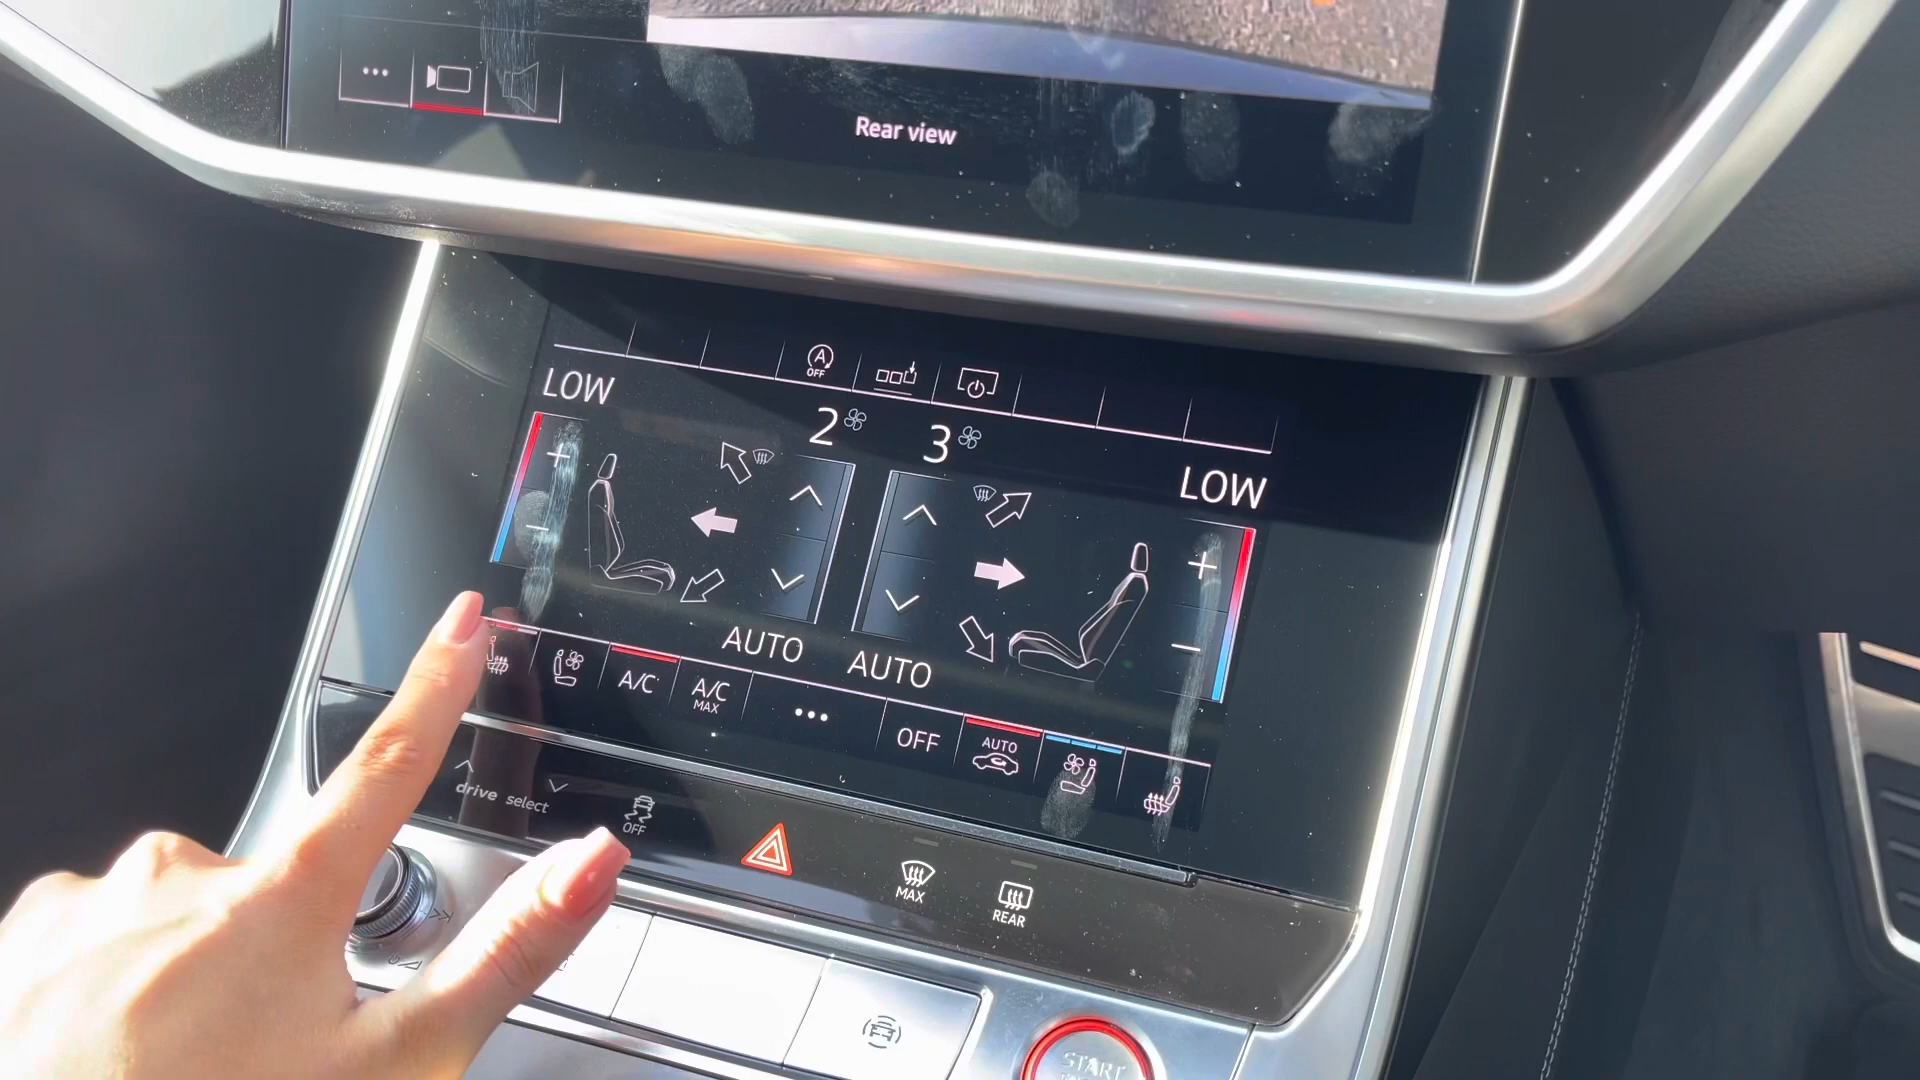 Rear view
A
OFF
LOW
2
3
LOW
AUTO
AUTO
A/C
A/C
MAX
OFF
AUTO
drive select
OFF
MAX
REAR
START